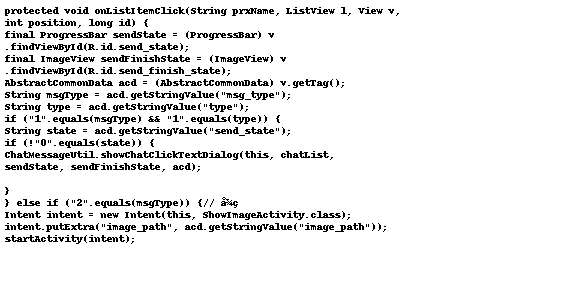 protected void onListItemClick(String prxName, ListView l, View v,
int position, long id) {
final ProgressBar sendState = (ProgressBar) v
.findViewById(R.id.send_state);
final ImageView sendFinishState = (ImageView) v
.findViewById(R.id.send_finish_state);
AbstractCommonData acd = (AbstractCommonData) v.getTag();
String msgType = acd.getStringValue("msg_type");
String type = acd.getStringValue("type");
if ("1".equals(msgType) && "1".equals(type)) {
String state = acd.getStringValue("send_state");
if (!"0".equals(state)) {
ChatMessageUtil.showChatClickTextDialog(this, chatList,
sendState, sendFinishState, acd);
}
} else if ("2".equals(msgType)) {// å¾ç
Intent intent = new Intent(this, ShowImageActivity.class);
intent.putExtra("image_path", acd.getStringValue("image_path"));
startActivity(intent);